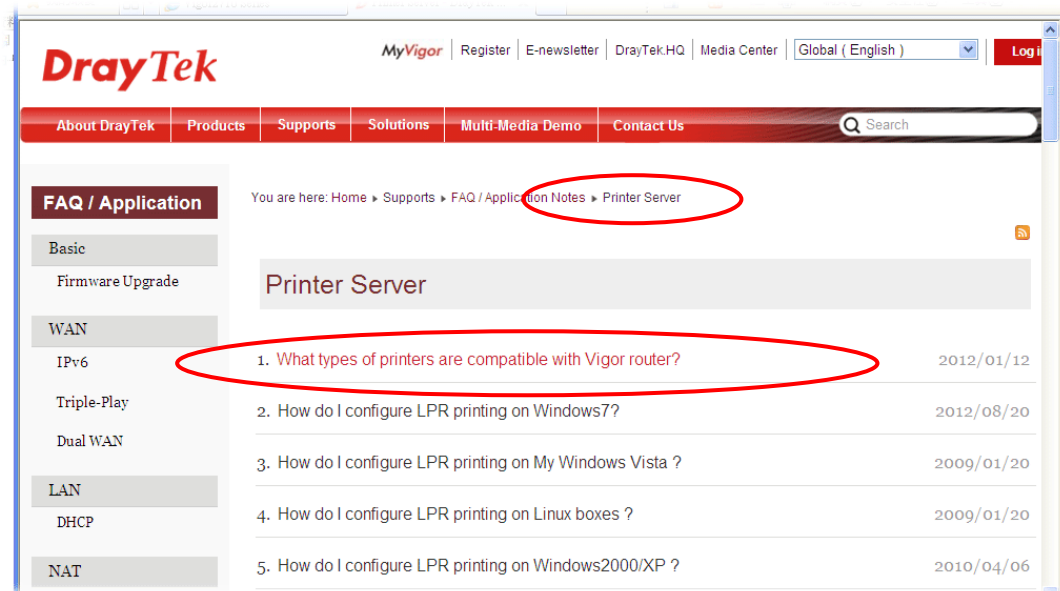 DrayTek
MyVigor Register E-newsletter DrayTek.HQ Media Center Global ( English )
About DrayTek Products Supports Solutions Multi-Media Demo Contact Us Search
FAQ / Application
Basic
Firmware Upgrade
WAN
IPv6
Triple-Play
Dual WAN
LAN
DHCP
NAT
You are here: Home ▸ Supports ▸ FAQ / Application Notes ▸ Printer Server
Printer Server
1. What types of printers are compatible with Vigor router? 2012/01/12
2. How do I configure LPR printing on Windows7? 2012/08/20
3. How do I configure LPR printing on My Windows Vista ? 2009/01/20
4. How do I configure LPR printing on Linux boxes ? 2009/01/20
5. How do I configure LPR printing on Windows2000/XP ? 2010/04/06